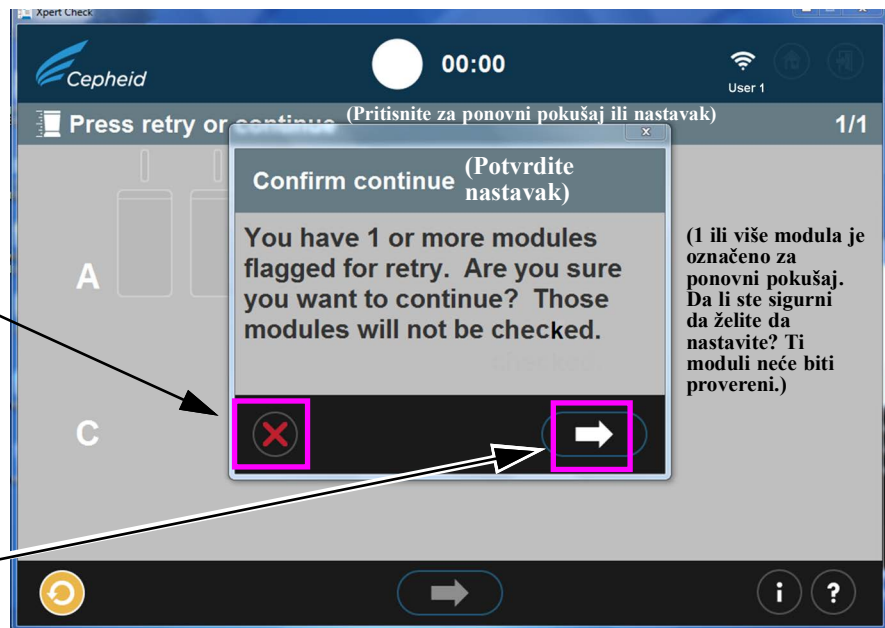 Xpert Check
Cepheid
00:00
User 1
Press retry or continue (Pritisnite za ponovni pokušaj ili nastavak)
1/1
x
Confirm continue (Potvrdite
nastavak)
You have 1 or more modules
flagged for retry. Are you sure
you want to continue? Those
modules will not be checked.
(1 ili više modula je
označeno za
ponovni pokušaj.
Da li ste sigurni
da želite da
nastavite? Ti
moduli neće biti
provereni.)
A
C
i
?